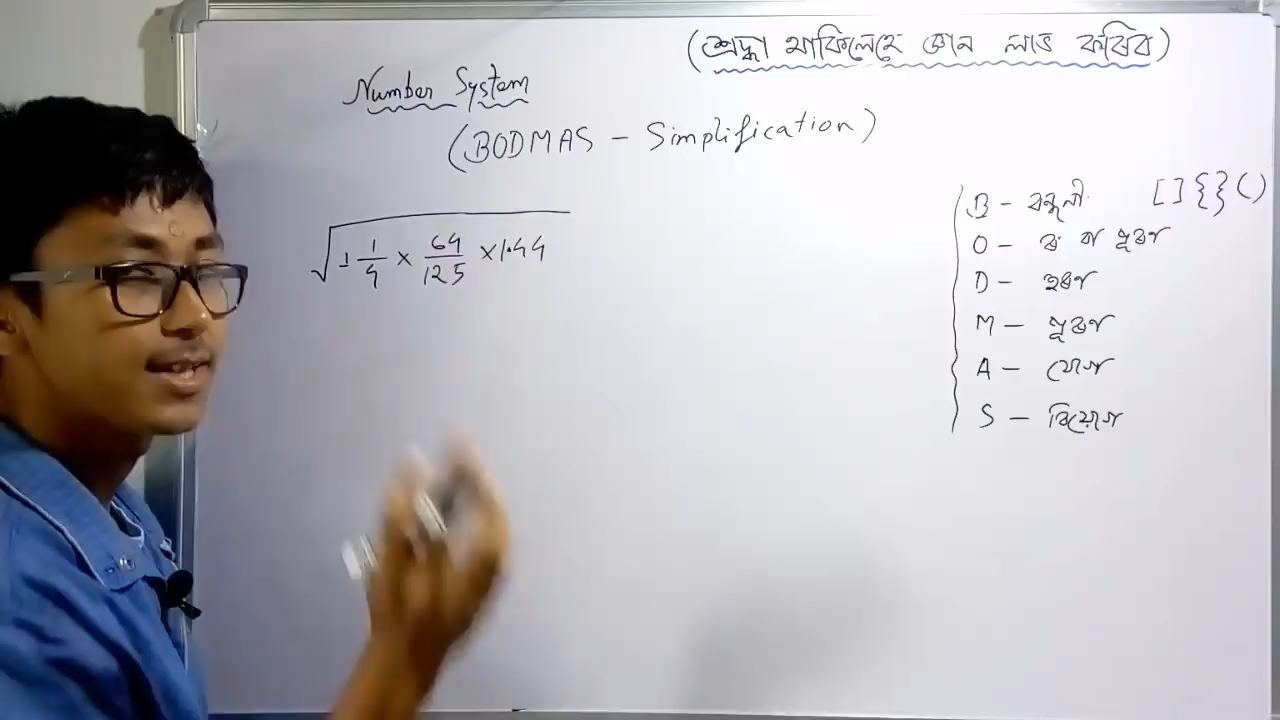 (শ্ৰদ্ধা থাকিলেহে জ্ঞান লাভ কৰিব)
Number System
(BODMAS - Simplification)
√(1 1/4 × 64/125 × 1.44)
B - বন্ধনী [ ] { } ( )
O - ৰ বা পূৰণ
D - হৰণ
M - পূৰণ
A - যোগ
S - বিয়োগ